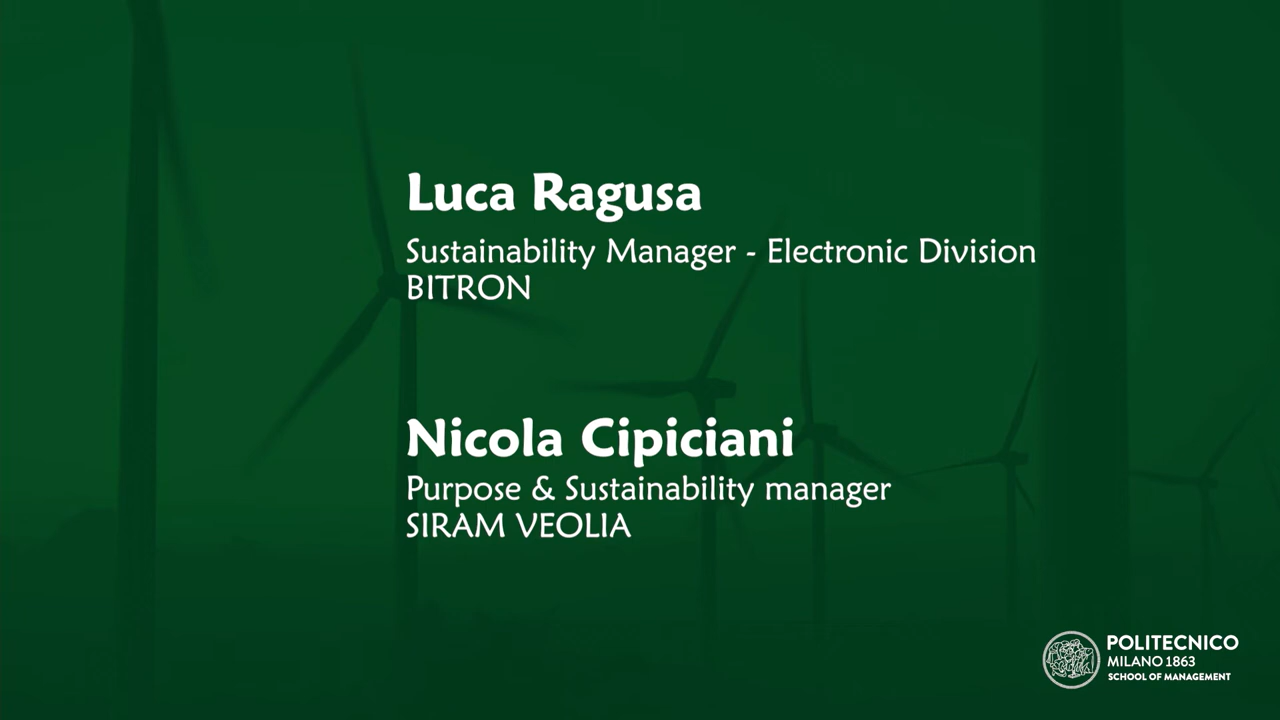 Luca Ragusa
Sustainability Manager - Electronic Division
BITRON
Nicola Cipiciani
Purpose & Sustainability manager
SIRAM VEOLIA
POLITECNICO
MILANO 1863
SCHOOL OF MANAGEMENT